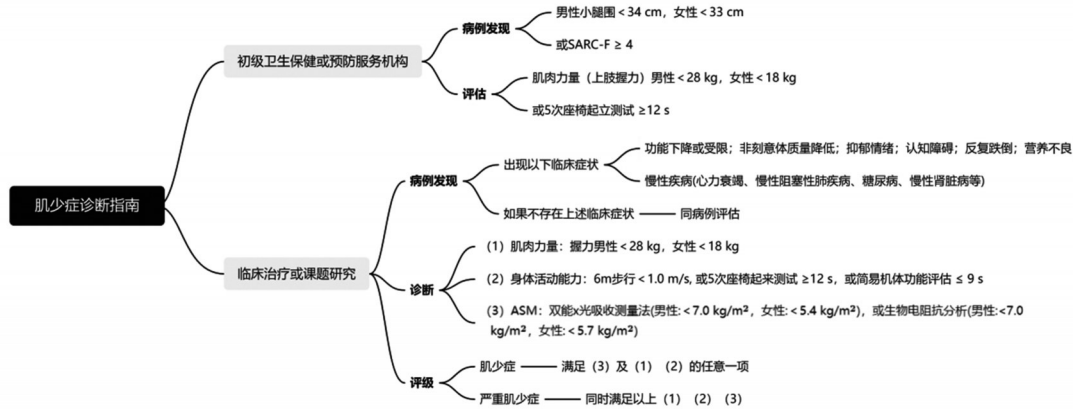 肌少症诊断指南
初级卫生保健或预防服务机构
病例发现
男性小腿围＜34 cm，女性＜33 cm
或SARC-F ≥ 4
评估
肌肉力量（上肢握力）男性＜28 kg，女性＜18 kg
或5次座椅起立测试 ≥12 s
临床治疗或课题研究
病例发现
出现以下临床症状
功能下降或受限；非刻意体质量降低；抑郁情绪；认知障碍；反复跌倒；营养不良
慢性疾病(心力衰竭、慢性阻塞性肺疾病、糖尿病、慢性肾脏病等)
如果不存在上述临床症状
同病例评估
诊断
（1）肌肉力量：握力男性＜28 kg，女性＜18 kg
（2）身体活动能力：6m步行＜1.0 m/s, 或5次座椅起来测试 ≥12 s，或简易机体功能评估 ≤ 9 s
（3）ASM：双能x光吸收测量法(男性:＜7.0 kg/m²，女性:＜5.4 kg/m²)，或生物电阻抗分析(男性:<7.0
kg/m²，女性:＜5.7 kg/m²)
评级
肌少症
满足（3）及（1）（2）的任意一项
严重肌少症
同时满足以上（1）（2）（3）